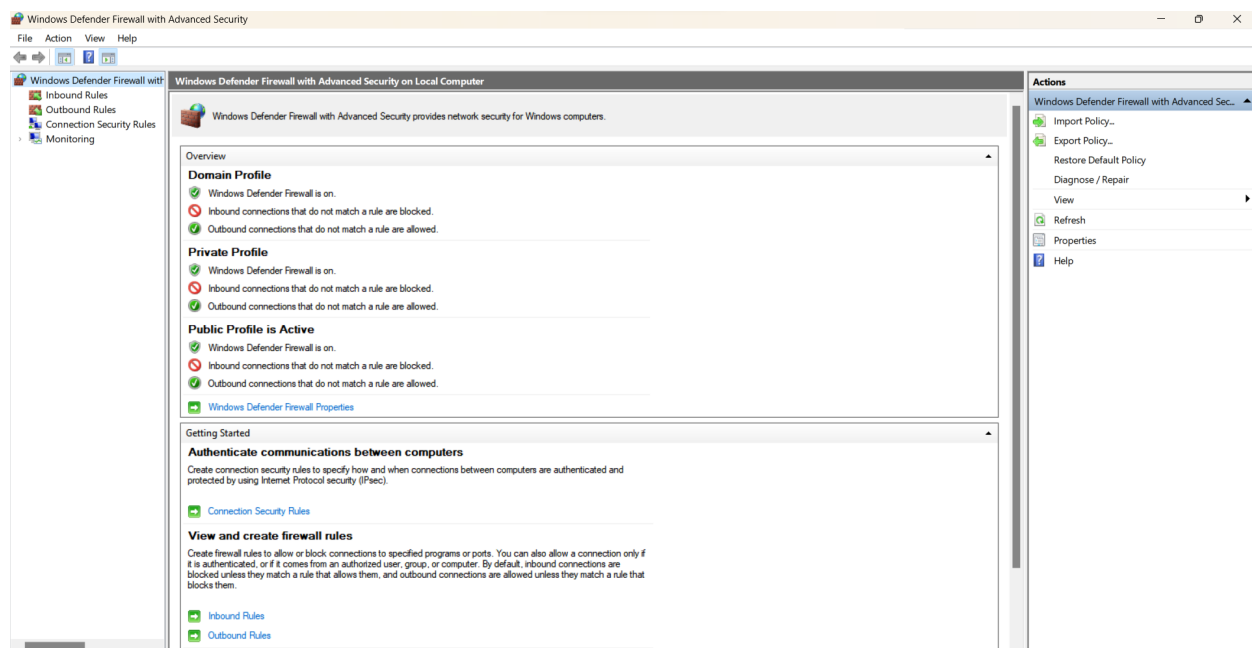 Windows Defender Firewall with Advanced Security
File Action View Help
Windows Defender Firewall with
Inbound Rules
Outbound Rules
Connection Security Rules
Monitoring
Windows Defender Firewall with Advanced Security on Local Computer
Windows Defender Firewall with Advanced Security provides network security for Windows computers.
Overview
Domain Profile
Windows Defender Firewall is on.
Inbound connections that do not match a rule are blocked.
Outbound connections that do not match a rule are allowed.
Private Profile
Windows Defender Firewall is on.
Inbound connections that do not match a rule are blocked.
Outbound connections that do not match a rule are allowed.
Public Profile is Active
Windows Defender Firewall is on.
Inbound connections that do not match a rule are blocked.
Outbound connections that do not match a rule are allowed.
Windows Defender Firewall Properties
Getting Started
Authenticate communications between computers
Create connection security rules to specify how and when connections between computers are authenticated and
protected by using Internet Protocol security (IPsec).
Connection Security Rules
View and create firewall rules
Create firewall rules to allow or block connections to specified programs or ports. You can also allow a connection only if
it is authenticated, or if it comes from an authorized user, group, or computer. By default, inbound connections are
blocked unless they match a rule that allows them, and outbound connections are allowed unless they match a rule that
blocks them.
Inbound Rules
Outbound Rules
Actions
Windows Defender Firewall with Advanced Sec...
Import Policy...
Export Policy...
Restore Default Policy
Diagnose / Repair
View
Refresh
Properties
Help